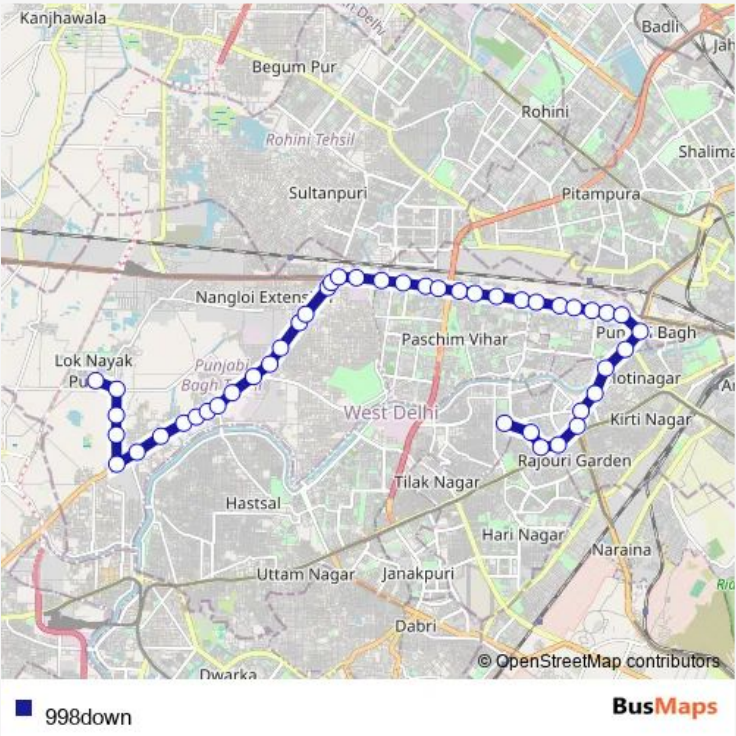 Kanjhawala
Badli
Begum Pur
Rohini
Rohini Tehsil
Sultanpuri
Pitampura
Nangloi Extens
Paschim Vihar
Bagh
Lok Nayak
Punjabi
Bagh
West Delhi
Kirti Nagar
Rajouri Garden
Tilak Nagar
Hastsal
Hari Nagar
Naraina
Uttam Nagar
Janakpuri
Dabri
© OpenStreetMap contributors
Dwarka
998down
BusMaps